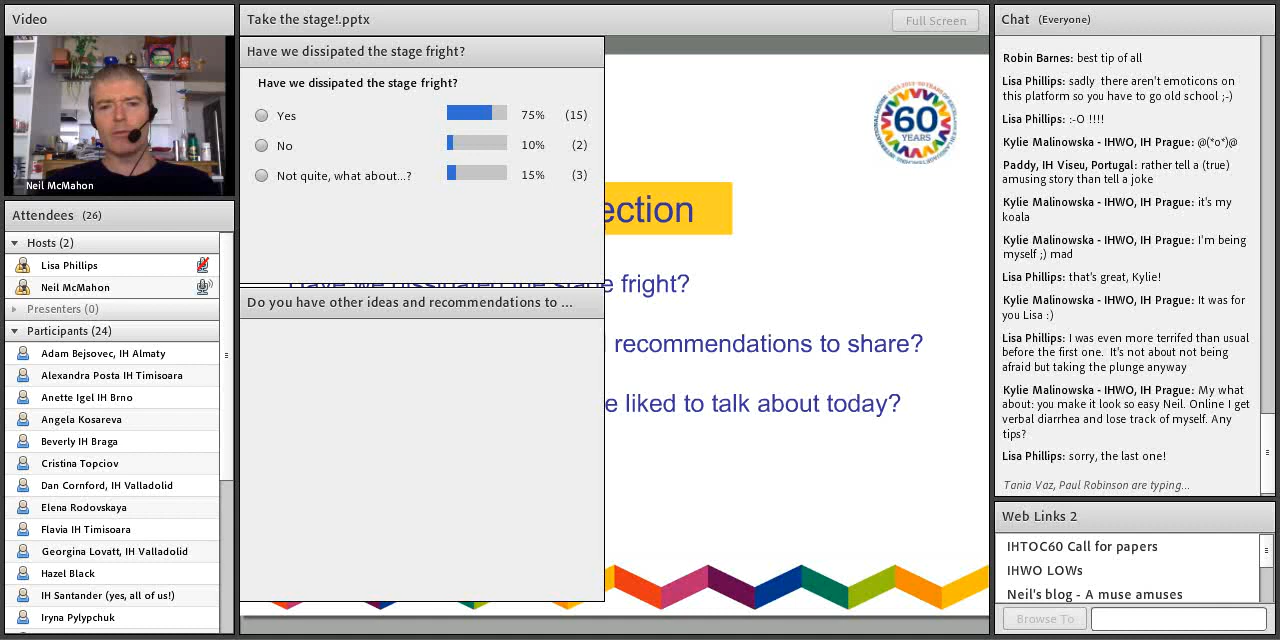 Video
Neil McMahon
Attendees (26)
Hosts (2)
Lisa Phillips
Neil McMahon
Presenters (0)
Participants (24)
Adam Bejsovec, IH Almaty
Alexandra Posta IH Timisoara
Anette Igel IH Brno
Angela Kosareva
Beverly IH Braga
Cristina Topciov
Dan Cornford, IH Valladolid
Elena Rodovskaya
Flavia IH Timisoara
Georgina Lovatt, IH Valladolid
Hazel Black
IH Santander (yes, all of us!)
Iryna Pylypchuk
Take the stage!.pptx
Full Screen
Have we dissipated the stage fright?
Have we dissipated the stage fright?
Yes 75% (15)
No 10% (2)
Not quite, what about...? 15% (3)
60
YEARS
ection
Have we dissipated the stage fright?
Do you have other ideas and recommendations to ...
recommendations to share?
e liked to talk about today?
Chat (Everyone)
Robin Barnes: best tip of all
Lisa Phillips: sadly there aren't emoticons on
this platform so you have to go old school ;-)
Lisa Phillips: :-O !!!!
Kylie Malinowska - IHWO, IH Prague: @(*o*)@
Paddy, IH Viseu, Portugal: rather tell a (true)
amusing story than tell a joke
Kylie Malinowska - IHWO, IH Prague: it's my
koala
Kylie Malinowska - IHWO, IH Prague: I'm being
myself ;) mad
Lisa Phillips: that's great, Kylie!
Kylie Malinowska - IHWO, IH Prague: It was for
you Lisa :)
Lisa Phillips: I was even more terrifed than usual
before the first one. It's not about not being
afraid but taking the plunge anyway
Kylie Malinowska - IHWO, IH Prague: My what
about: you make it look so easy Neil. Online I get
verbal diarrhea and lose track of myself. Any
tips?
Lisa Phillips: sorry, the last one!
Tania Vaz, Paul Robinson are typing...
Web Links 2
IHTOC60 Call for papers
IHWO LOWs
Neil's blog - A muse amuses
Browse To